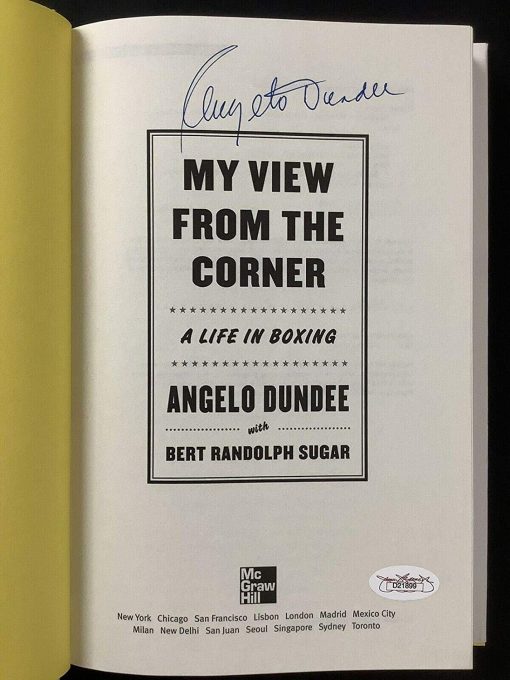 Angelo Dundee
MY VIEW
FROM THE
CORNER
A LIFE IN BOXING
ANGELO DUNDEE
with
BERT RANDOLPH SUGAR
Mc
Graw
Hill
D21899
New York Chicago San Francisco Lisbon London Madrid Mexico City
Milan New Delhi San Juan Seoul Singapore Sydney Toronto